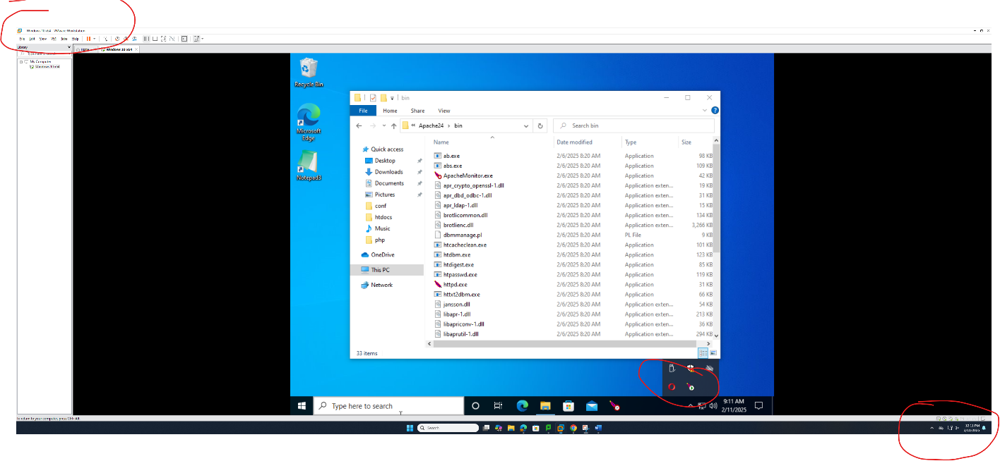 Windows 10 x64 - VMware Workstation
File Edit View VM Tabs Help
Library
Type here to search
My Computer
Windows 10 x64
Home
Windows 10 x64
Recycle Bin
Microsoft Edge
Notepad3
bin
File Home Share View
« Apache24 › bin
Search bin
Quick access
Desktop
Downloads
Documents
Pictures
conf
htdocs
Music
php
OneDrive
This PC
Network
Name Date modified Type Size
ab.exe 2/6/2025 8:20 AM Application 98 KB
abs.exe 2/6/2025 8:20 AM Application 109 KB
ApacheMonitor.exe 2/6/2025 8:20 AM Application 42 KB
apr_crypto_openssl-1.dll 2/6/2025 8:20 AM Application exten... 19 KB
apr_dbd_odbc-1.dll 2/6/2025 8:20 AM Application exten... 31 KB
apr_ldap-1.dll 2/6/2025 8:20 AM Application exten... 15 KB
brotlicommon.dll 2/6/2025 8:20 AM Application exten... 134 KB
brotlienc.dll 2/6/2025 8:20 AM Application exten... 3,266 KB
dbmmanage.pl 2/6/2025 8:20 AM PL File 9 KB
htcacheclean.exe 2/6/2025 8:20 AM Application 101 KB
htdbm.exe 2/6/2025 8:20 AM Application 123 KB
htdigest.exe 2/6/2025 8:20 AM Application 85 KB
htpasswd.exe 2/6/2025 8:20 AM Application 119 KB
httpd.exe 2/6/2025 8:20 AM Application 31 KB
httxt2dbm.exe 2/6/2025 8:20 AM Application 66 KB
jansson.dll 2/6/2025 8:20 AM Application exten... 54 KB
libapr-1.dll 2/6/2025 8:20 AM Application exten... 213 KB
libapriconv-1.dll 2/6/2025 8:20 AM Application exten... 36 KB
libaprutil-1.dll 2/6/2025 8:20 AM Application exten... 294 KB
33 items
Type here to search
9:11 AM
2/11/2025
To return to your computer, press Ctrl+Alt.
Search
12:11 PM
2/11/2025